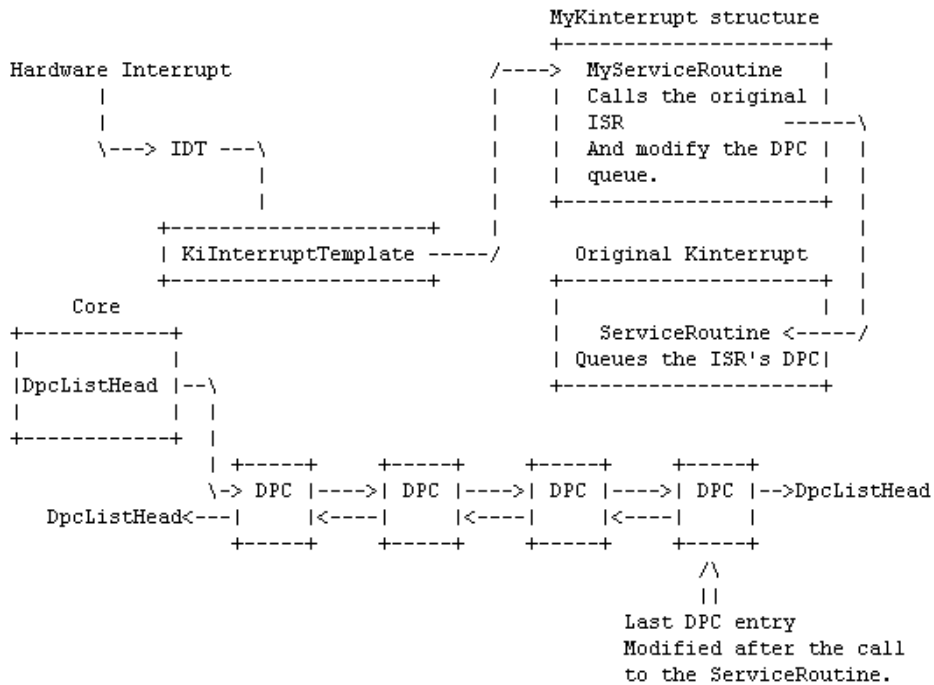 MyKinterrupt structure
Hardware Interrupt
MyServiceRoutine
Calls the original
ISR
And modify the DPC
queue.
IDT
KiInterruptTemplate
Original Kinterrupt
ServiceRoutine
Queues the ISR's DPC
Core
DpcListHead
DPC DPC DPC DPC DpcListHead
DpcListHead
Last DPC entry
Modified after the call
to the ServiceRoutine.